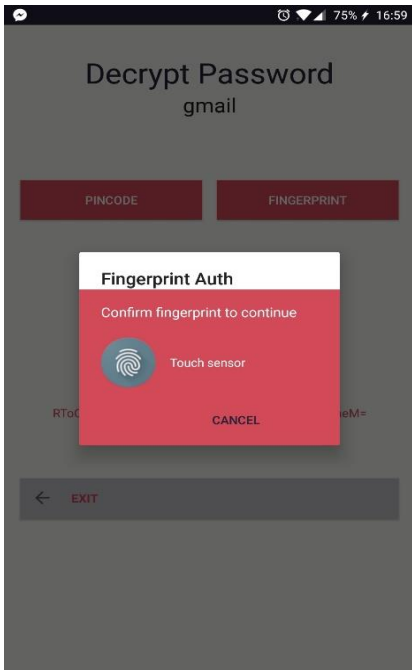 75% 16:59
Decrypt Password
gmail
PINCODE FINGERPRINT
Fingerprint Auth
Confirm fingerprint to continue
Touch sensor
CANCEL
EXIT